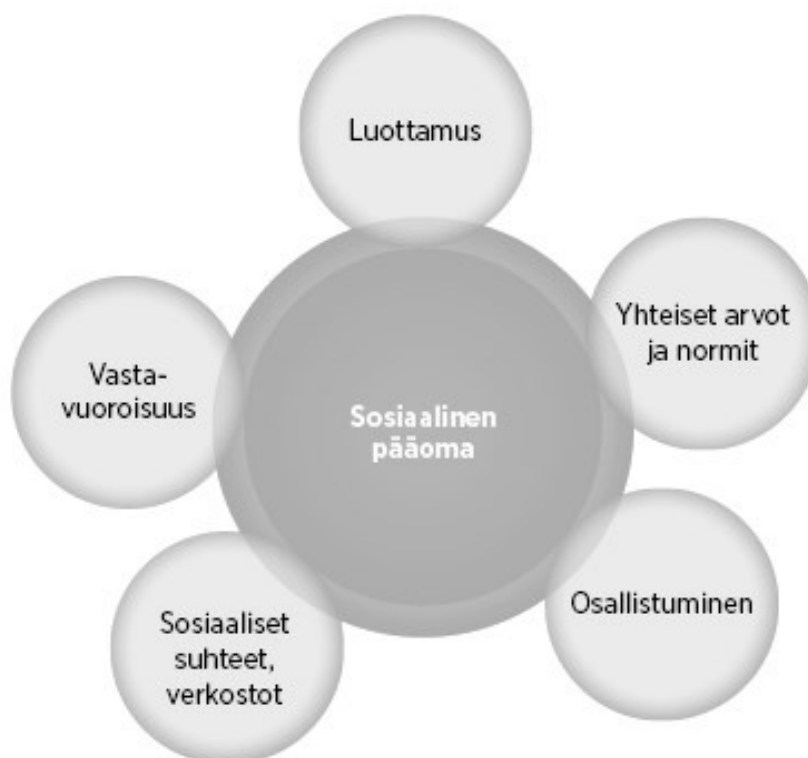 Luottamus
Yhteiset arvot
ja normit
Vasta-
vuoroisuus
Sosiaalinen
pääoma
Osallistuminen
Sosiaaliset
suhteet,
verkostot